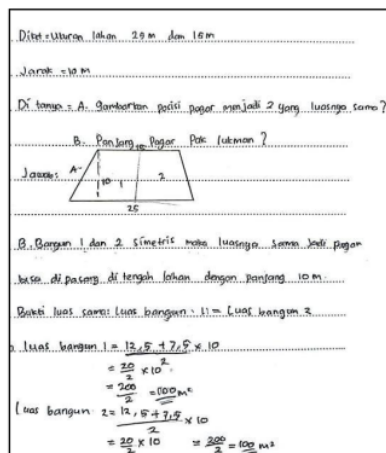 Diket = Ukuran lahan 25 m dan 15 m
Jarak = 10 m
Di tanya = A. gambarkan posisi pagar menjadi 2 yang luasnya sama?
B. Panjang Pagar Pak lukman?
Jawab: A
15
10 1 2
25
B. Bangun 1 dan 2 simetris maka luasnya sama jadi pagar
bisa di pasang di tengah lahan dengan panjang 10 m.
Bukti luas sama: Luas bangun 1 = Luas bangun 2
luas bangun 1 = 12,5 + 7,5 × 10
2
= 20/2 × 10
= 200/2 = 100 m²
Luas bangun 2 = 12,5 + 7,5 × 10
2
= 20/2 × 10 = 200/2 = 100 m²